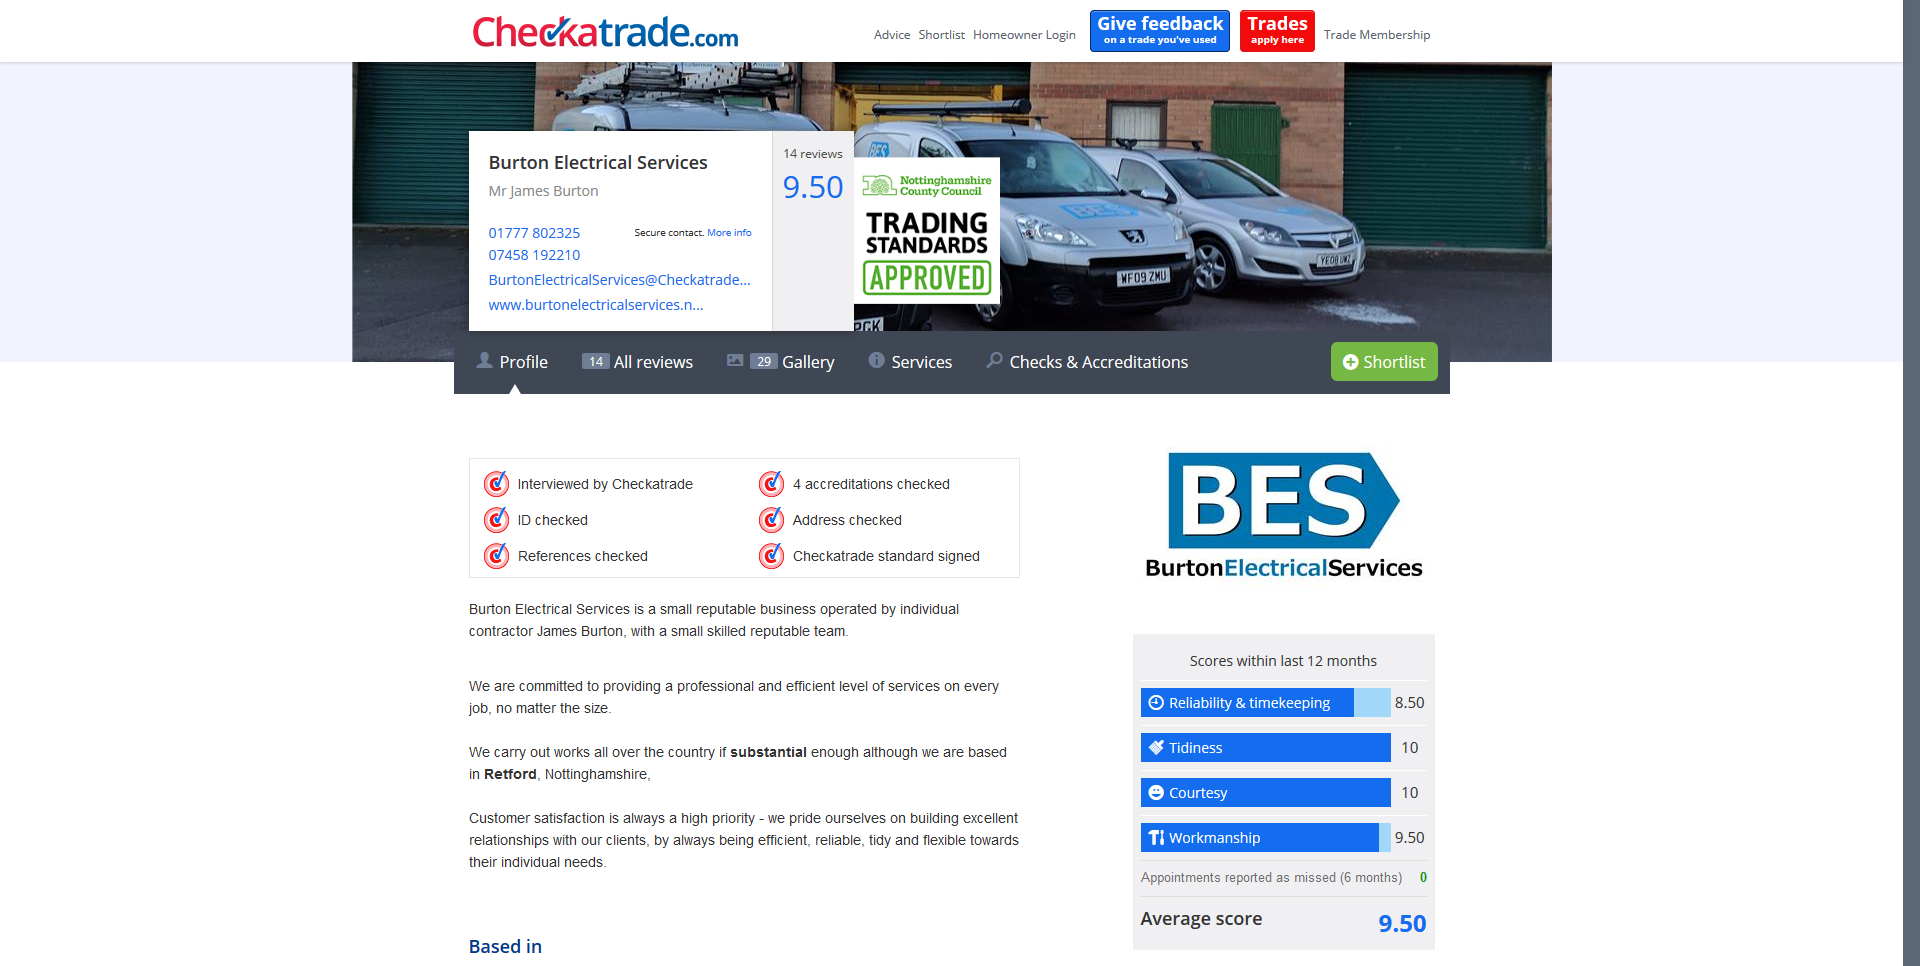 Checkatrade.com
Advice Shortlist Homeowner Login
Give feedback
on a trade you've used
Trades
apply here
Trade Membership
Burton Electrical Services
Mr James Burton
01777 802325
Secure contact. More info
07458 192210
BurtonElectricalServices@Checkatrade...
www.burtonelectricalservices.n...
14 reviews
9.50
Nottinghamshire
County Council
TRADING
STANDARDS
APPROVED
BES
BES
WF09 ZMU
YE08 UWZ
PGK
Profile
14 All reviews
29 Gallery
Services
Checks & Accreditations
Shortlist
Interviewed by Checkatrade
4 accreditations checked
ID checked
Address checked
References checked
Checkatrade standard signed
Burton Electrical Services is a small reputable business operated by individual
contractor James Burton, with a small skilled reputable team.
We are committed to providing a professional and efficient level of services on every
job, no matter the size.
We carry out works all over the country if substantial enough although we are based
in Retford, Nottinghamshire,
Customer satisfaction is always a high priority - we pride ourselves on building excellent
relationships with our clients, by always being efficient, reliable, tidy and flexible towards
their individual needs.
Based in
BES
BurtonElectricalServices
Scores within last 12 months
Reliability & timekeeping 8.50
Tidiness 10
Courtesy 10
Workmanship 9.50
Appointments reported as missed (6 months) 0
Average score 9.50